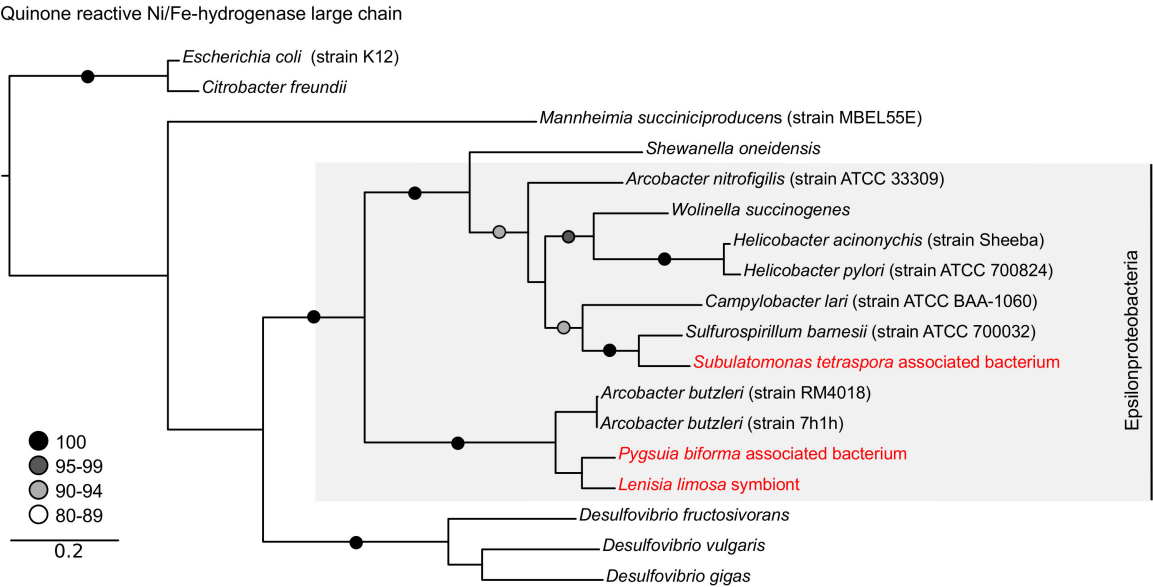 Quinone reactive Ni/Fe-hydrogenase large chain
Escherichia coli (strain K12)
Citrobacter freundii
Mannheimia succiniciproducens (strain MBEL55E)
Shewanella oneidensis
Arcobacter nitrofigilis (strain ATCC 33309)
Wolinella succinogenes
Helicobacter acinonychis (strain Sheeba)
Helicobacter pylori (strain ATCC 700824)
Campylobacter lari (strain ATCC BAA-1060)
Sulfurospirillum barnesii (strain ATCC 700032)
Subulatomonas tetraspora associated bacterium
Arcobacter butzleri (strain RM4018)
Arcobacter butzleri (strain 7h1h)
Pygsuia biforma associated bacterium
Lenisia limosa symbiont
Desulfovibrio fructosivorans
Desulfovibrio vulgaris
Desulfovibrio gigas
Epsilonproteobacteria
100
95-99
90-94
80-89
0.2